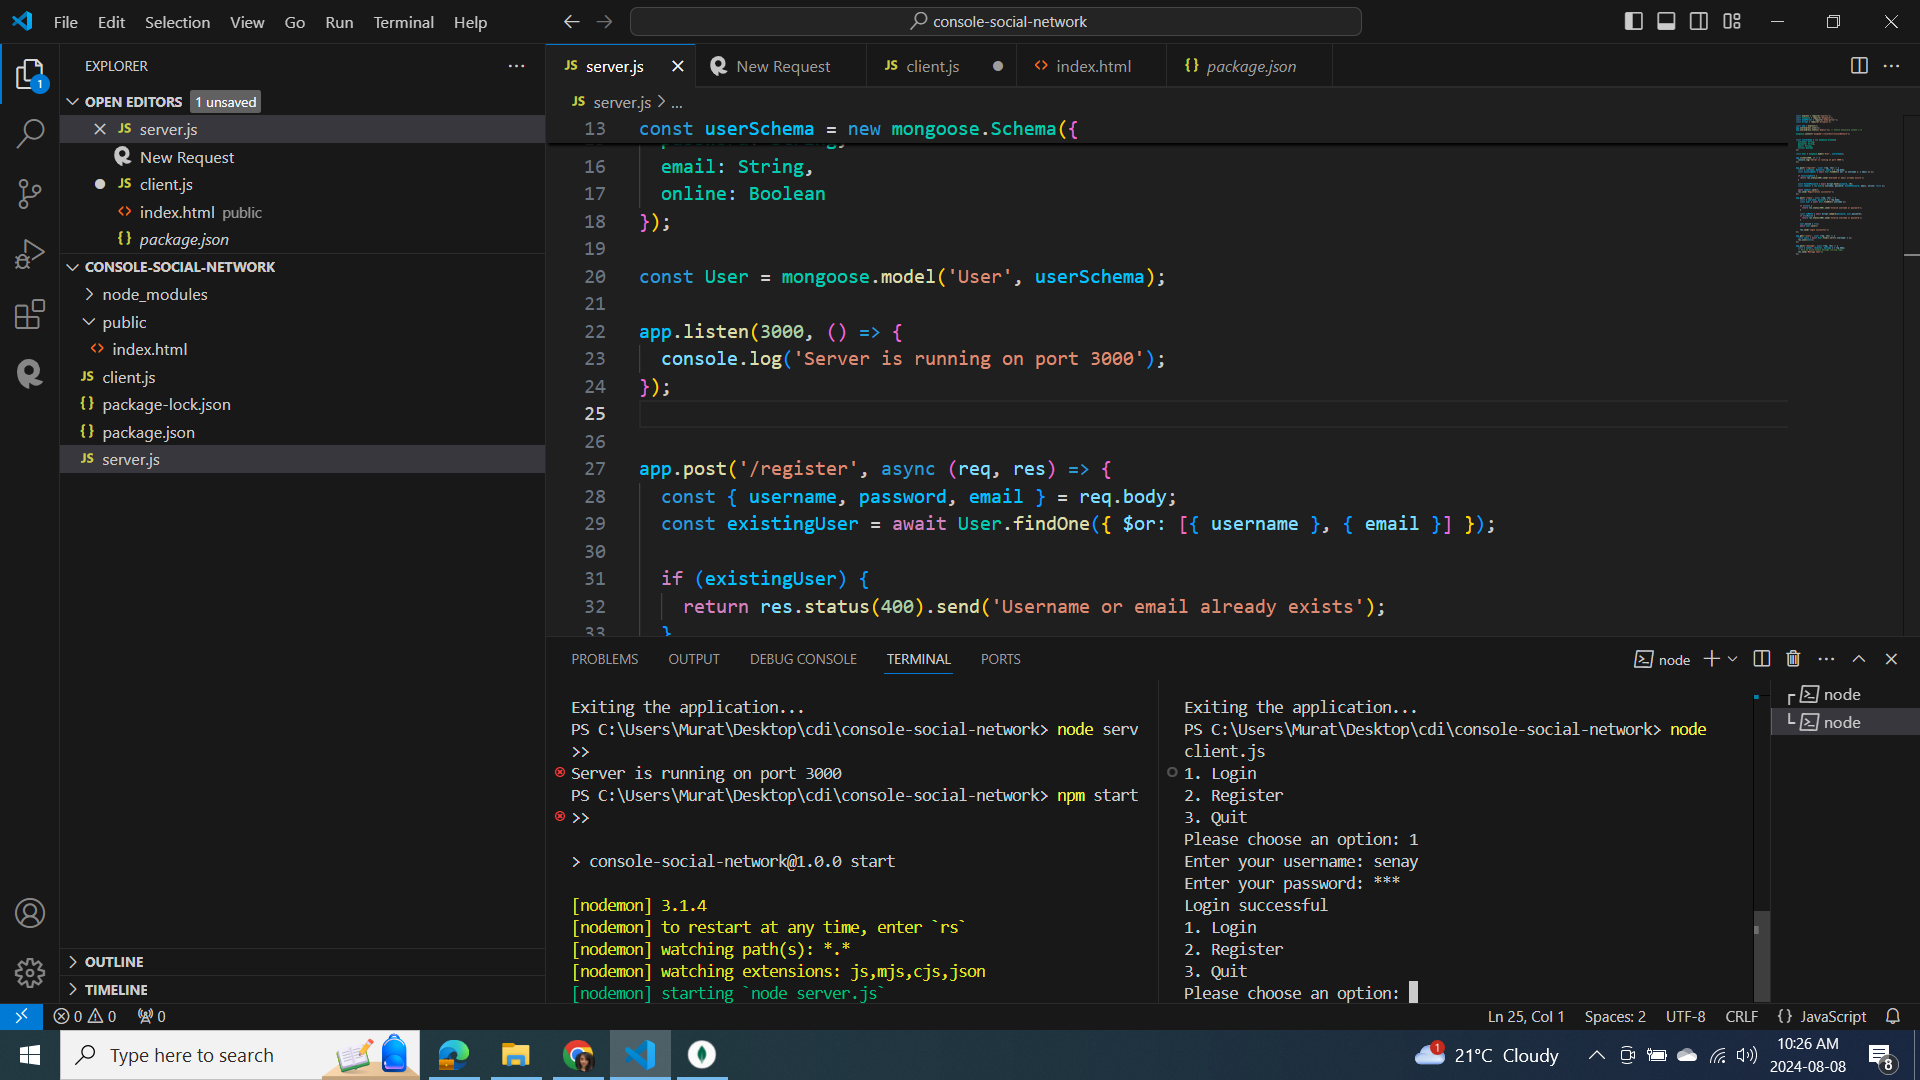 File Edit Selection View Go Run Terminal Help
console-social-network
EXPLORER
1
OPEN EDITORS 1 unsaved
JS server.js
New Request
JS client.js
<> index.html public
{} package.json
CONSOLE-SOCIAL-NETWORK
node_modules
public
<> index.html
JS client.js
{} package-lock.json
{} package.json
JS server.js
OUTLINE
TIMELINE
JS server.js
New Request
JS client.js
<> index.html
{} package.json
JS server.js > ...
13 const userSchema = new mongoose.Schema({
16 email: String,
17 online: Boolean
18 });
19
20 const User = mongoose.model('User', userSchema);
21
22 app.listen(3000, () => {
23 console.log('Server is running on port 3000');
24 });
25
26
27 app.post('/register', async (req, res) => {
28 const { username, password, email } = req.body;
29 const existingUser = await User.findOne({ $or: [{ username }, { email }] });
30
31 if (existingUser) {
32 return res.status(400).send('Username or email already exists');
33 }
PROBLEMS OUTPUT DEBUG CONSOLE TERMINAL PORTS
node
Exiting the application...
PS C:\Users\Murat\Desktop\cdi\console-social-network> node serv
>>
Server is running on port 3000
PS C:\Users\Murat\Desktop\cdi\console-social-network> npm start
>>
> console-social-network@1.0.0 start
[nodemon] 3.1.4
[nodemon] to restart at any time, enter `rs`
[nodemon] watching path(s): *.*
[nodemon] watching extensions: js,mjs,cjs,json
[nodemon] starting `node server.js`
Exiting the application...
PS C:\Users\Murat\Desktop\cdi\console-social-network> node
client.js
1. Login
2. Register
3. Quit
Please choose an option: 1
Enter your username: senay
Enter your password: ***
Login successful
1. Login
2. Register
3. Quit
Please choose an option:
node
node
0 0 0
Ln 25, Col 1 Spaces: 2 UTF-8 CRLF {} JavaScript
Type here to search
1 21°C Cloudy
10:26 AM
2024-08-08
8